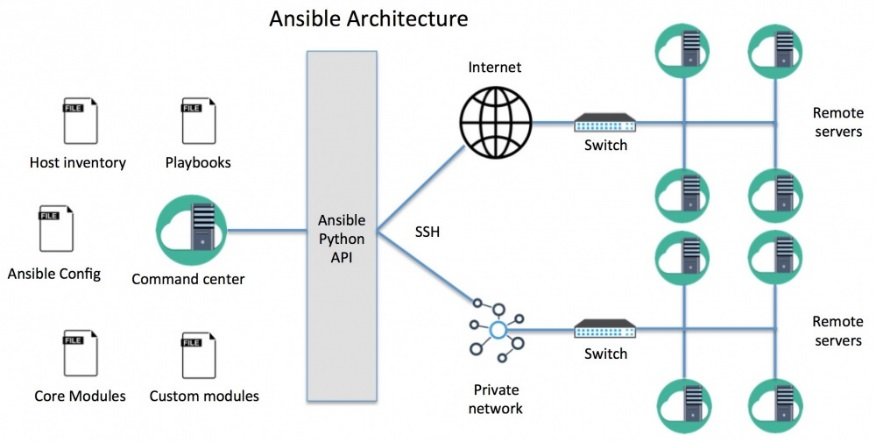 Ansible Architecture
Internet
FILE
FILE
Host inventory
Playbooks
Switch
Remote
servers
FILE
Ansible Config
Command center
Ansible
Python
API
SSH
FILE
FILE
Core Modules
Custom modules
Private
network
Switch
Remote
servers